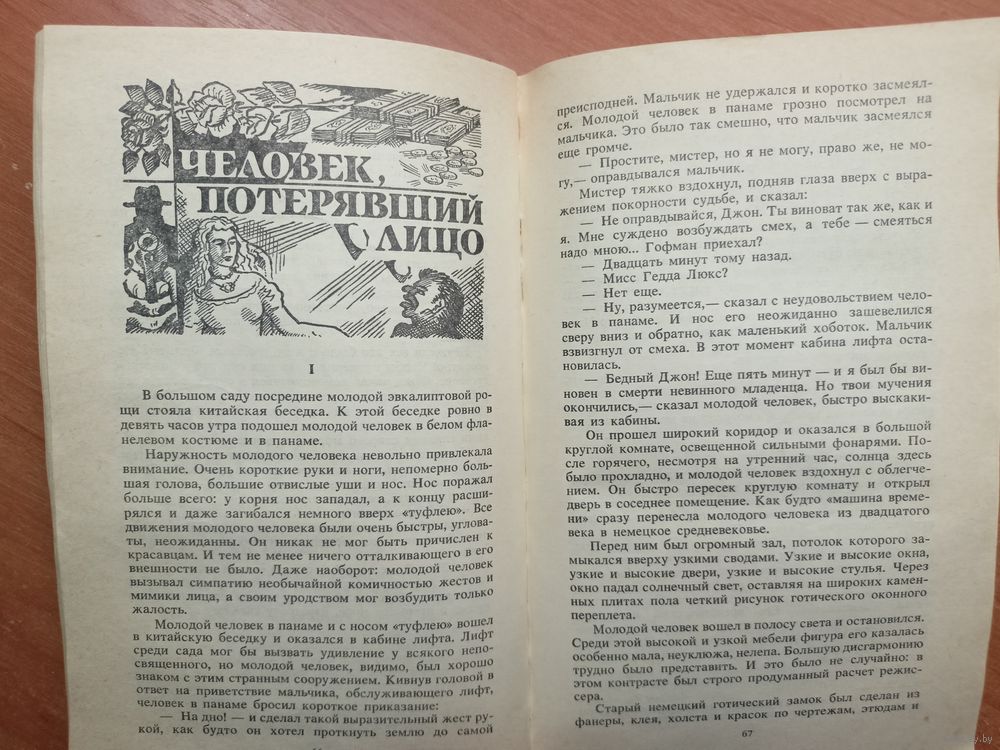 ЧЕЛОВЕК,
ПОТЕРЯВШИЙ
ЛИЦО
I
В большом саду посредине молодой эвкалиптовой ро-
щи стояла китайская беседка. К этой беседке ровно в
девять часов утра подошел молодой человек в белом фла-
нелевом костюме и в панаме.
Наружность молодого человека невольно привлекала
внимание. Очень короткие руки и ноги, непомерно боль-
шая голова, большие отвислые уши и нос. Нос поражал
больше всего: у корня нос западал, а к концу расши-
рялся и даже загибался немного вверх «туфлею». Все
движения молодого человека были очень быстры, углова-
ты, неожиданны. Он никак не мог быть причислен к
красавцам. И тем не менее ничего отталкивающего в его
внешности не было. Даже наоборот: молодой человек
вызывал симпатию необычайной комичностью жестов и
мимики лица, а своим уродством мог возбудить только
жалость.
Молодой человек в панаме и с носом «туфлею» вошел
в китайскую беседку и оказался в кабине лифта. Лифт
среди сада мог бы вызвать удивление у всякого непо-
священного, но молодой человек, видимо, был хорошо
знаком с этим странным сооружением. Кивнув головой в
ответ на приветствие мальчика, обслуживающего лифт,
человек в панаме бросил короткое приказание:
— На дно! — и сделал такой выразительный жест ру-
кой, как будто он хотел проткнуть землю до самой
преисподней. Мальчик не удержался и коротко засмеял-
ся. Молодой человек в панаме грозно посмотрел на
мальчика. Это было так смешно, что мальчик засмеялся
еще громче.
— Простите, мистер, но я не могу, право же, не мо-
гу,— оправдывался мальчик.
Мистер тяжко вздохнул, подняв глаза вверх с выра-
жением покорности судьбе, и сказал:
— Не оправдывайся, Джон. Ты виноват так же, как и
я. Мне суждено возбуждать смех, а тебе — смеяться
надо мною... Гофман приехал?
— Двадцать минут тому назад.
— Мисс Гедда Люкс?
— Нет еще.
— Ну, разумеется,— сказал с неудовольствием чело-
век в панаме. И нос его неожиданно зашевелился
сверу вниз и обратно, как маленький хоботок. Мальчик
взвизгнул от смеха. В этот момент кабина лифта оста-
новилась.
— Бедный Джон! Еще пять минут — и я был бы ви-
новен в смерти невинного младенца. Но твои мучения
окончились,— сказал молодой человек, быстро выскаки-
вая из кабины.
Он прошел широкий коридор и оказался в большой
круглой комнате, освещенной сильными фонарями. По-
сле горячего, несмотря на утренний час, солнца здесь
было прохладно, и молодой человек вздохнул с облегче-
нием. Он быстро пересек круглую комнату и открыл
дверь в соседнее помещение. Как будто «машина време-
ни» сразу перенесла молодого человека из двадцатого
века в немецкое средневековье.
Перед ним был огромный зал, потолок которого за-
мыкался вверху узкими сводами. Узкие и высокие окна,
узкие и высокие двери, узкие и высокие стулья. Через
окно падал солнечный свет, оставляя на широких камен-
ных плитах пола четкий рисунок готического оконного
переплета.
Молодой человек вошел в полосу света и остановился.
Среди этой высокой и узкой мебели фигура его казалась
особенно мала, неуклюжа, нелепа. Большую дисгармонию
трудно было представить. И это было не случайно: в
этом контрасте был строго продуманный расчет режис-
сера.
Старый немецкий готический замок был сделан из
фанеры, клея, холста и красок по чертежам, этюдам и
67